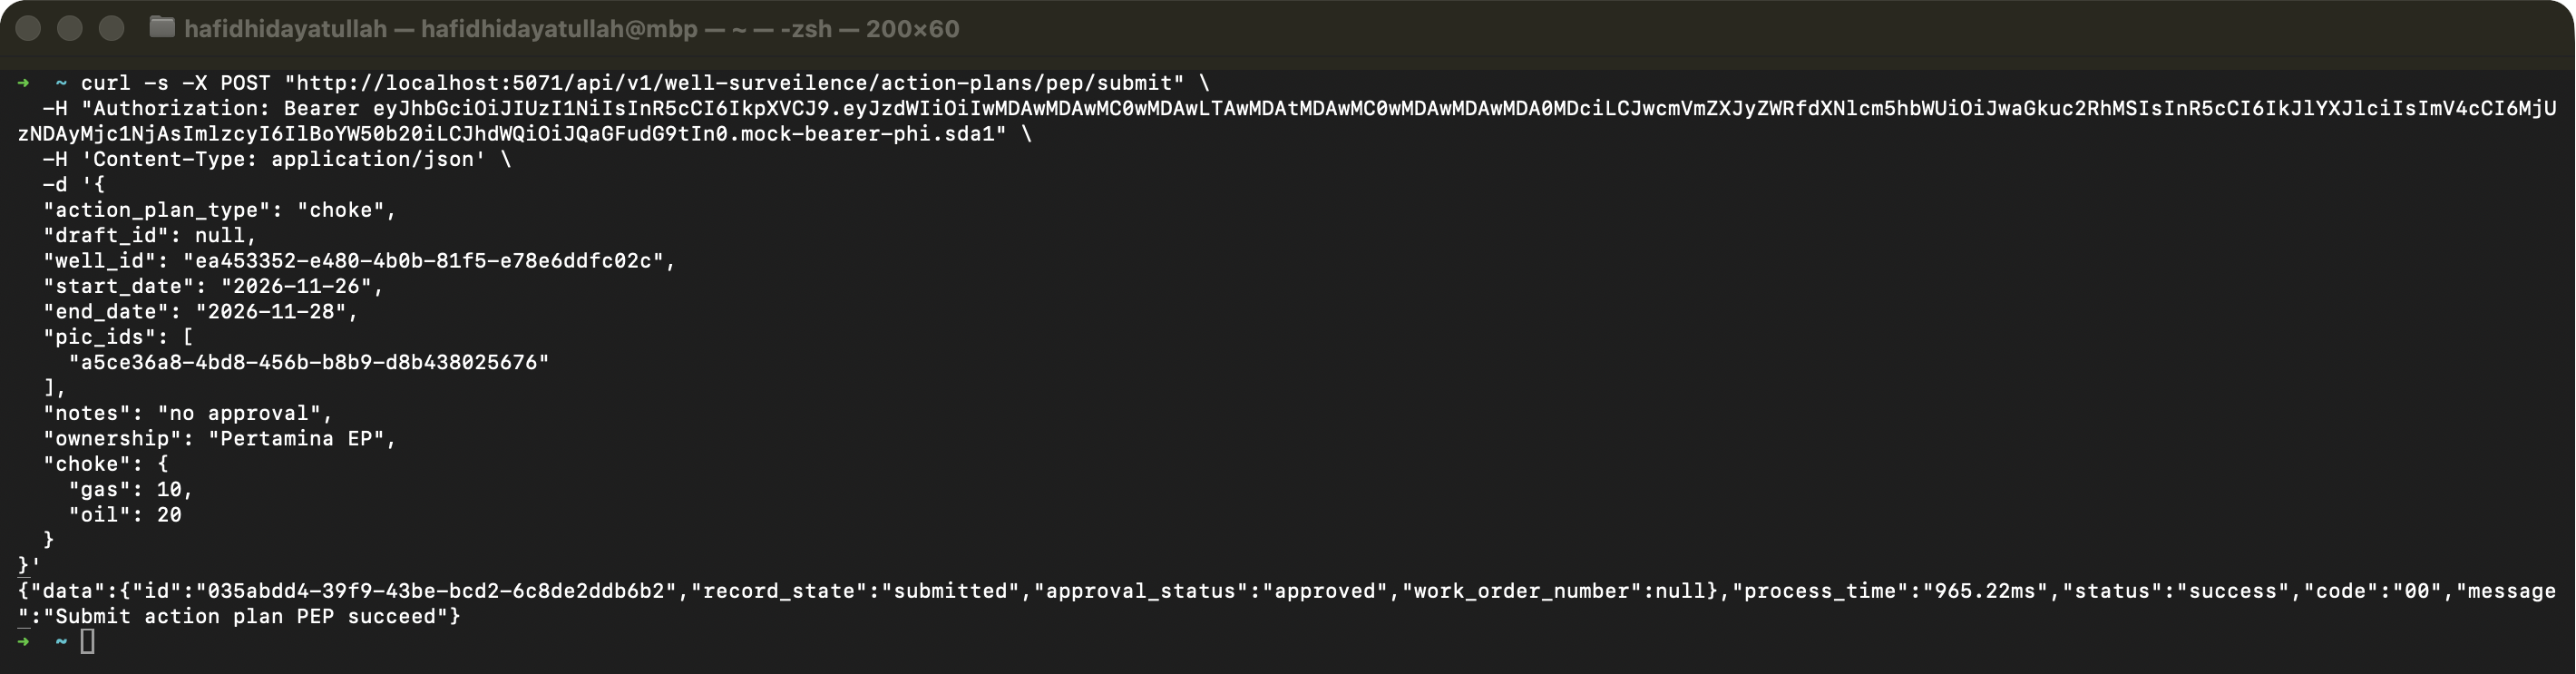 hafidhidayatullah — hafidhidayatullah@mbp — ~ — -zsh — 200×60
➜  ~ curl -s -X POST "http://localhost:5071/api/v1/well-surveilence/action-plans/pep/submit" \
  -H "Authorization: Bearer eyJhbGciOiJIUzI1NiIsInR5cCI6IkpXVCJ9.eyJzdWIiOiIwMDAwMDAwMC0wMDAwLTAwMDAtMDAwMC0wMDAwMDAwMDA0MDciLCJwcmVmZXJyZWRfdXNlcm5hbWUiOiJwaGkuc2RhMSIsInR5cCI6IkJlYXJlciIsImV4cCI6MjU
zNDAyMjc1NjAsImlzcyI6IlBoYW50b20iLCJhdWQiOiJQaGFudG9tIn0.mock-bearer-phi.sda1" \
  -H 'Content-Type: application/json' \
  -d '{
  "action_plan_type": "choke",
  "draft_id": null,
  "well_id": "ea453352-e480-4b0b-81f5-e78e6ddfc02c",
  "start_date": "2026-11-26",
  "end_date": "2026-11-28",
  "pic_ids": [
    "a5ce36a8-4bd8-456b-b8b9-d8b438025676"
  ],
  "notes": "no approval",
  "ownership": "Pertamina EP",
  "choke": {
    "gas": 10,
    "oil": 20
  }
}'
{"data":{"id":"035abdd4-39f9-43be-bcd2-6c8de2ddb6b2","record_state":"submitted","approval_status":"approved","work_order_number":null},"process_time":"965.22ms","status":"success","code":"00","message
":"Submit action plan PEP succeed"}
➜  ~